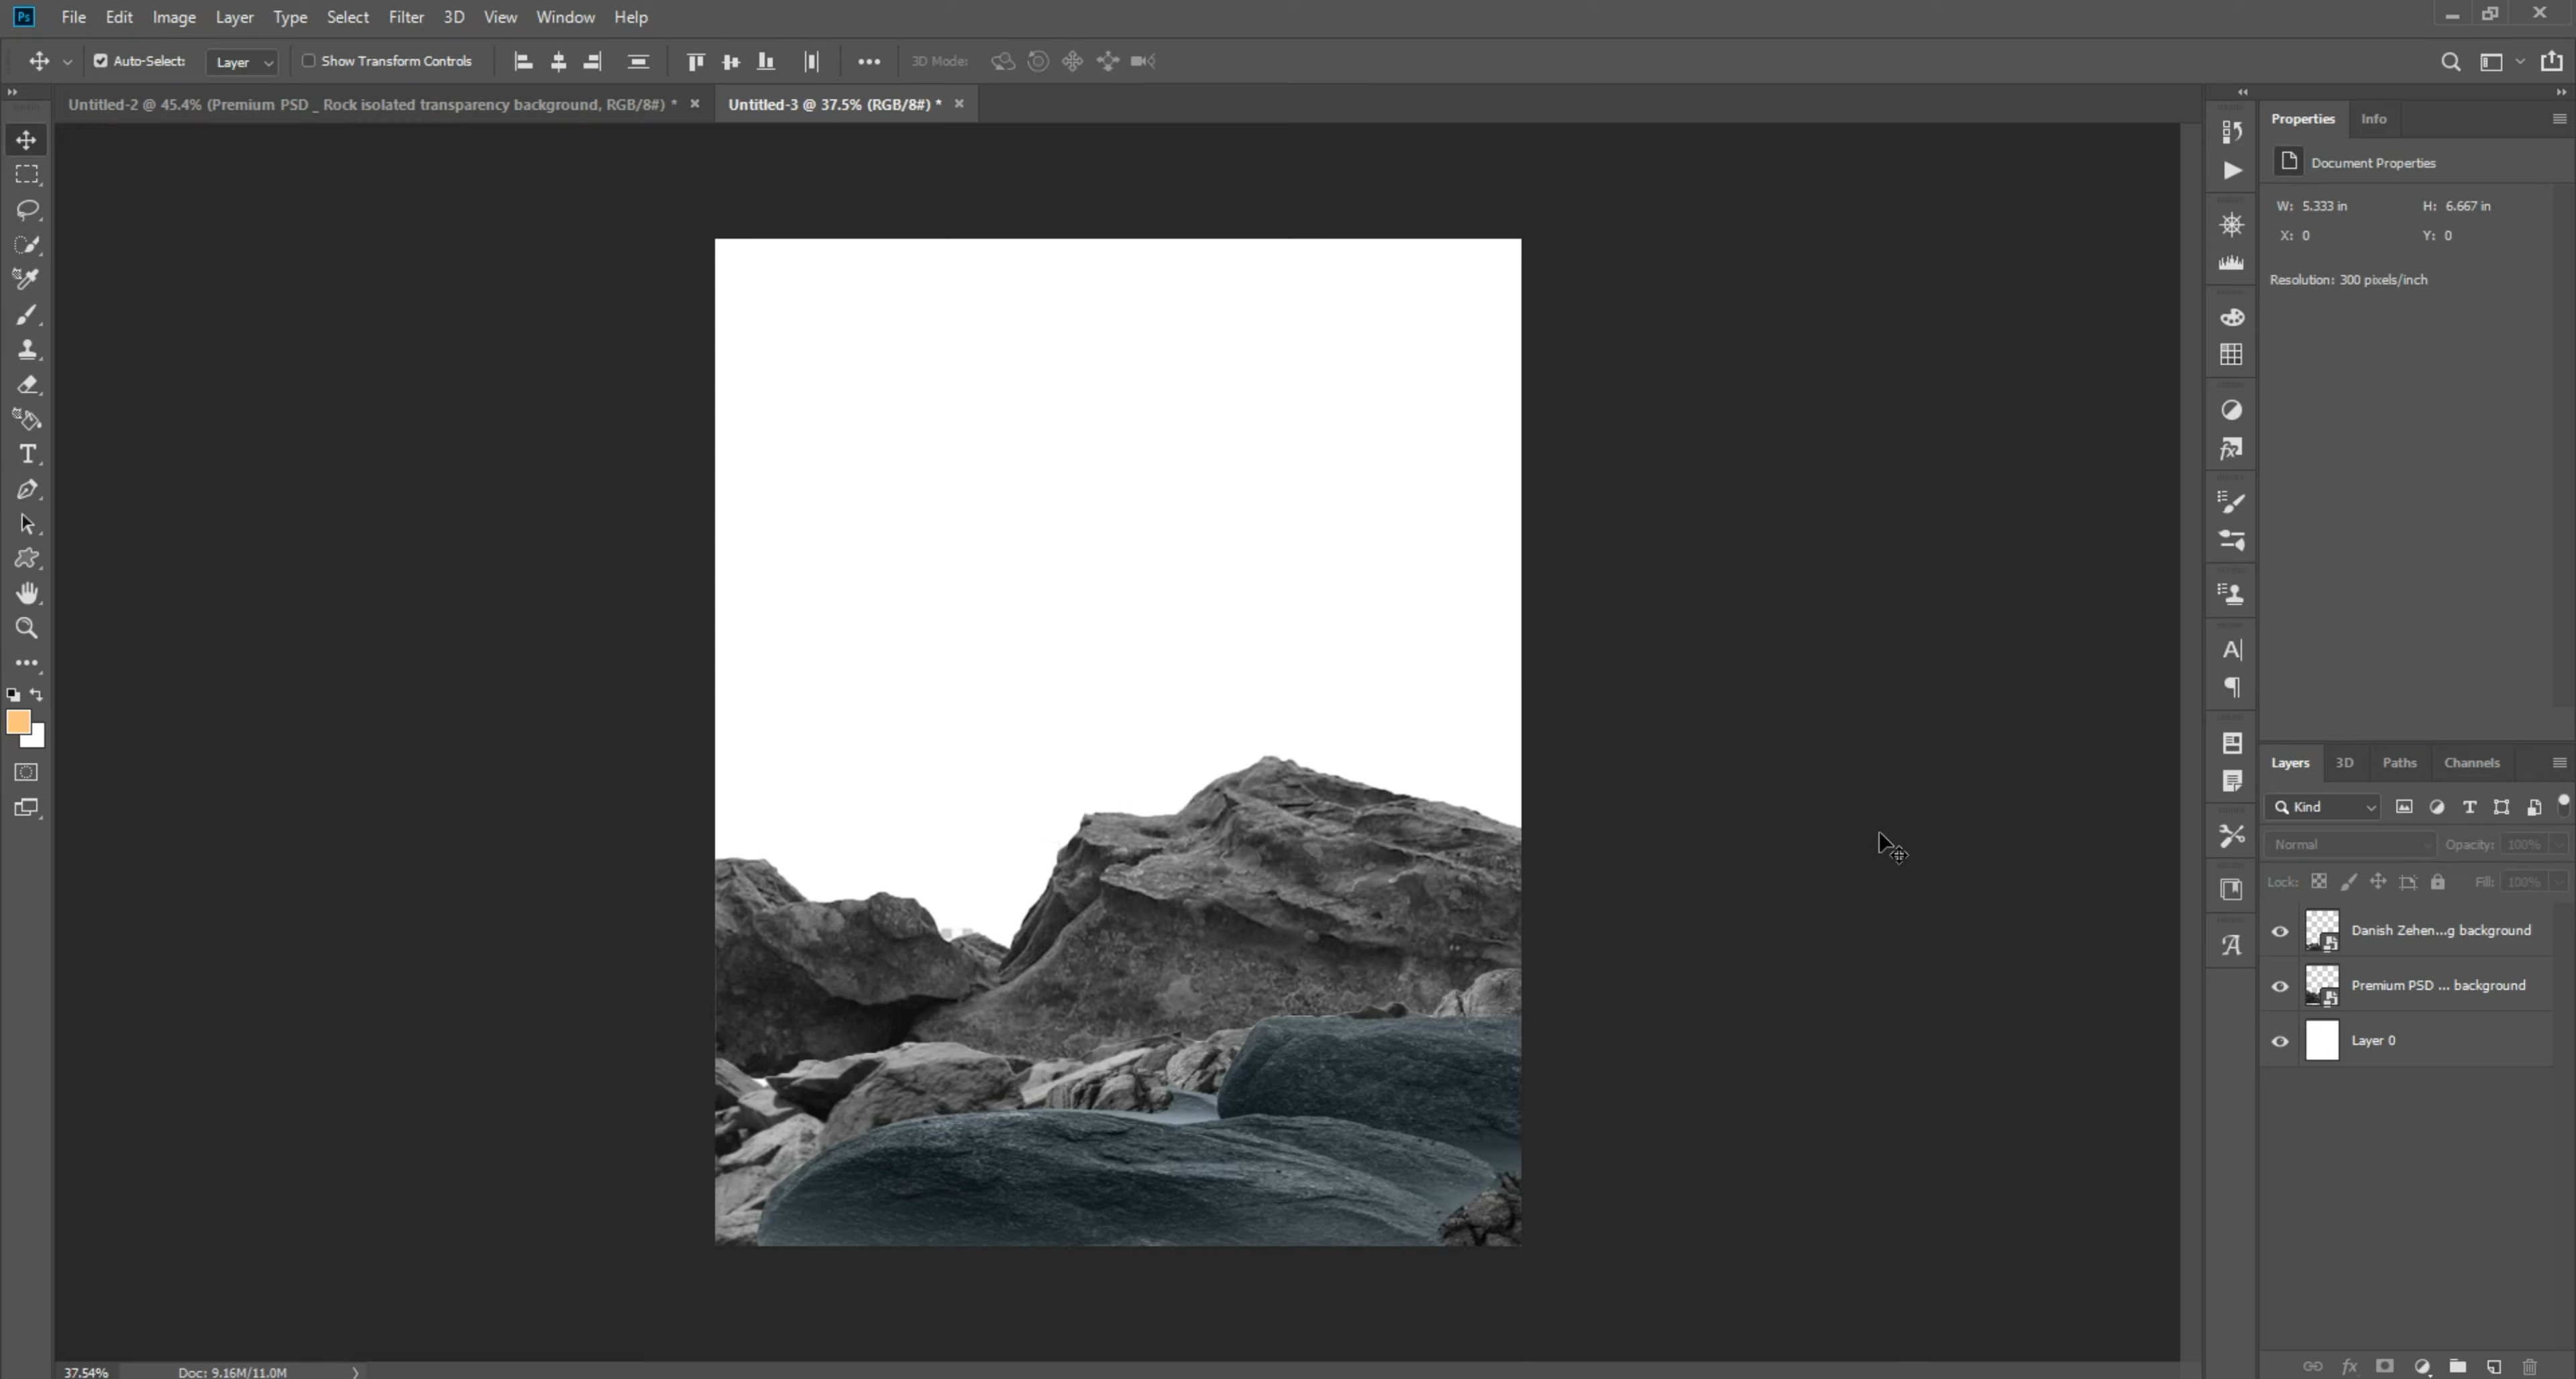 Ps File Edit Image Layer Type Select Filter 3D View Window Help
Auto-Select: Layer Show Transform Controls 3D Mode:
Untitled-2 @ 45.4% (Premium PSD _ Rock isolated transparency background, RGB/8#) * Untitled-3 @ 37.5% (RGB/8#) *
Properties Info
Document Properties
W: 5.333 in H: 6.667 in
X: 0 Y: 0
Resolution: 300 pixels/inch
Layers 3D Paths Channels
Kind
Normal Opacity: 100%
Lock: Fill: 100%
Danish Zehen...g background
Premium PSD ... background
Layer 0
37.54% Doc: 9.16M/11.0M